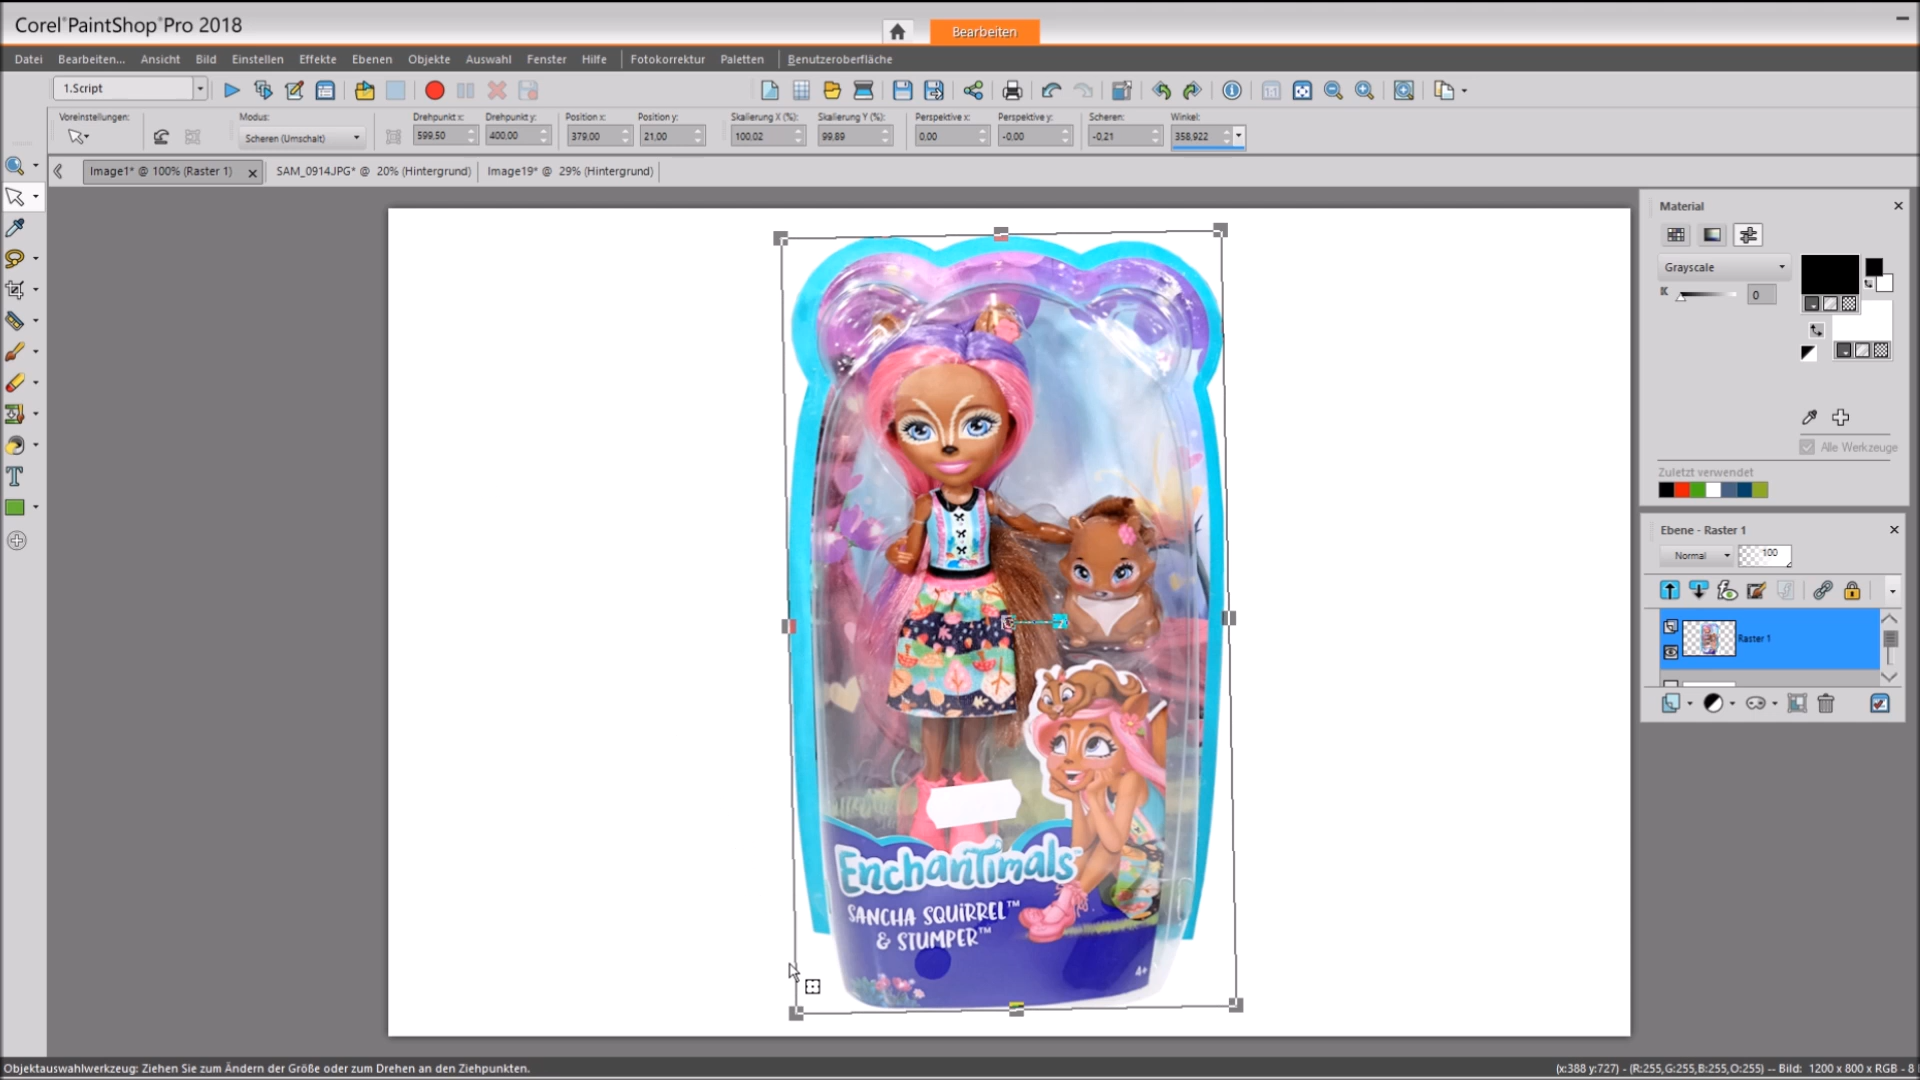 Corel®PaintShop®Pro 2018
Bearbeiten
Datei Bearbeiten... Ansicht Bild Einstellen Effekte Ebenen Objekte Auswahl Fenster Hilfe Fotokorrektur Paletten Benutzeroberfläche
1.Script
Voreinstellungen: Modus: Drehpunkt x: Drehpunkt y: Position x: Position y: Skalierung X (%): Skalierung Y (%): Perspektive x: Perspektive y: Scheren: Winkel:
Scheren (Umschalt) 599,50 400,00 379,00 21,00 100,02 99,89 0,00 -0,00 -0,21 358,922
Image1* @ 100% (Raster 1) SAM_0914.JPG* @ 20% (Hintergrund) Image19* @ 29% (Hintergrund)
Material
Grayscale
K 0
Alle Werkzeuge
Zuletzt verwendet
Ebene - Raster 1
Normal 100
Raster 1
Enchantimals™
SANCHA SQUiRREL™
& STUMPER™
4+
Objektauswahlwerkzeug: Ziehen Sie zum Ändern der Größe oder zum Drehen an den Ziehpunkten.
(x:388 y:727) - (R:255,G:255,B:255,O:255) -- Bild: 1200 x 800 x RGB - 8